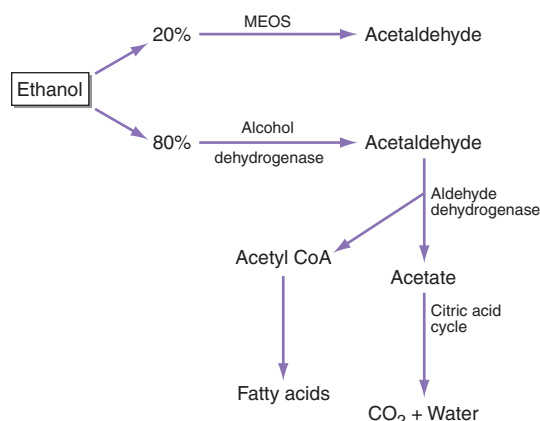 MEOS
20%
Acetaldehyde
Ethanol
80%
Alcohol
dehydrogenase
Acetaldehyde
Aldehyde
dehydrogenase
Acetyl CoA
Acetate
Citric acid
cycle
Fatty acids
CO2 + Water